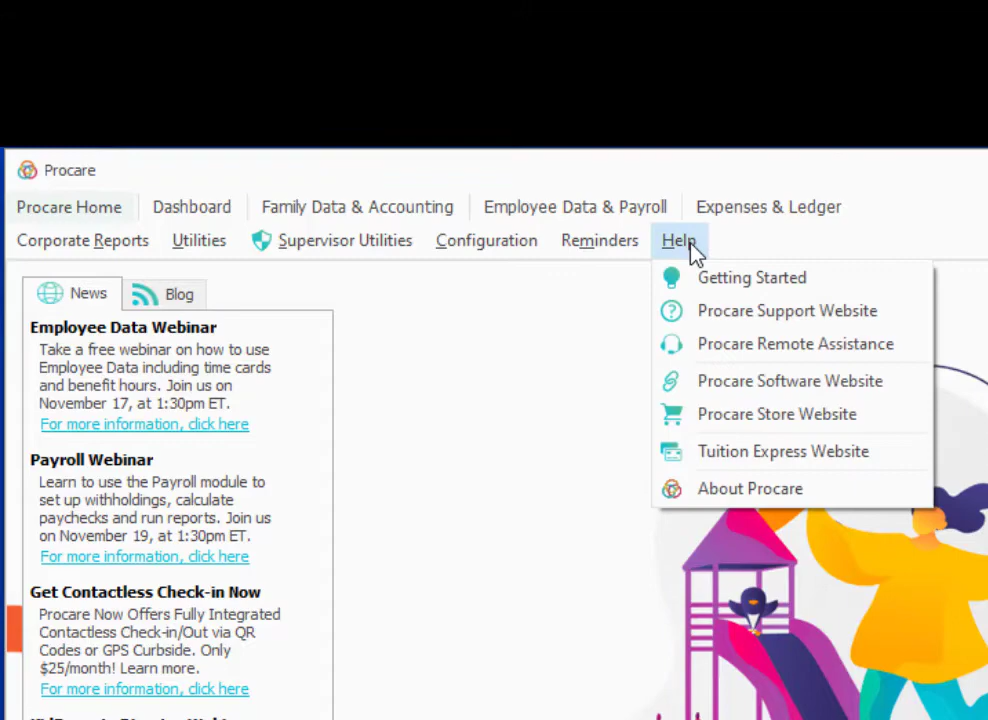 Procare
Procare Home
Dashboard
Family Data & Accounting
Employee Data & Payroll
Expenses & Ledger
Corporate Reports
Utilities
Supervisor Utilities
Configuration
Reminders
Help
News
Blog
Employee Data Webinar
Take a free webinar on how to use
Employee Data including time cards
and benefit hours. Join us on
November 17, at 1:30pm ET.
For more information, click here
Payroll Webinar
Learn to use the Payroll module to
set up withholdings, calculate
paychecks and run reports. Join us
on November 19, at 1:30pm ET.
For more information, click here
Get Contactless Check-in Now
Procare Now Offers Fully Integrated
Contactless Check-in/Out via QR
Codes or GPS Curbside. Only
$25/month! Learn more.
For more information, click here
Getting Started
Procare Support Website
Procare Remote Assistance
Procare Software Website
Procare Store Website
Tuition Express Website
About Procare